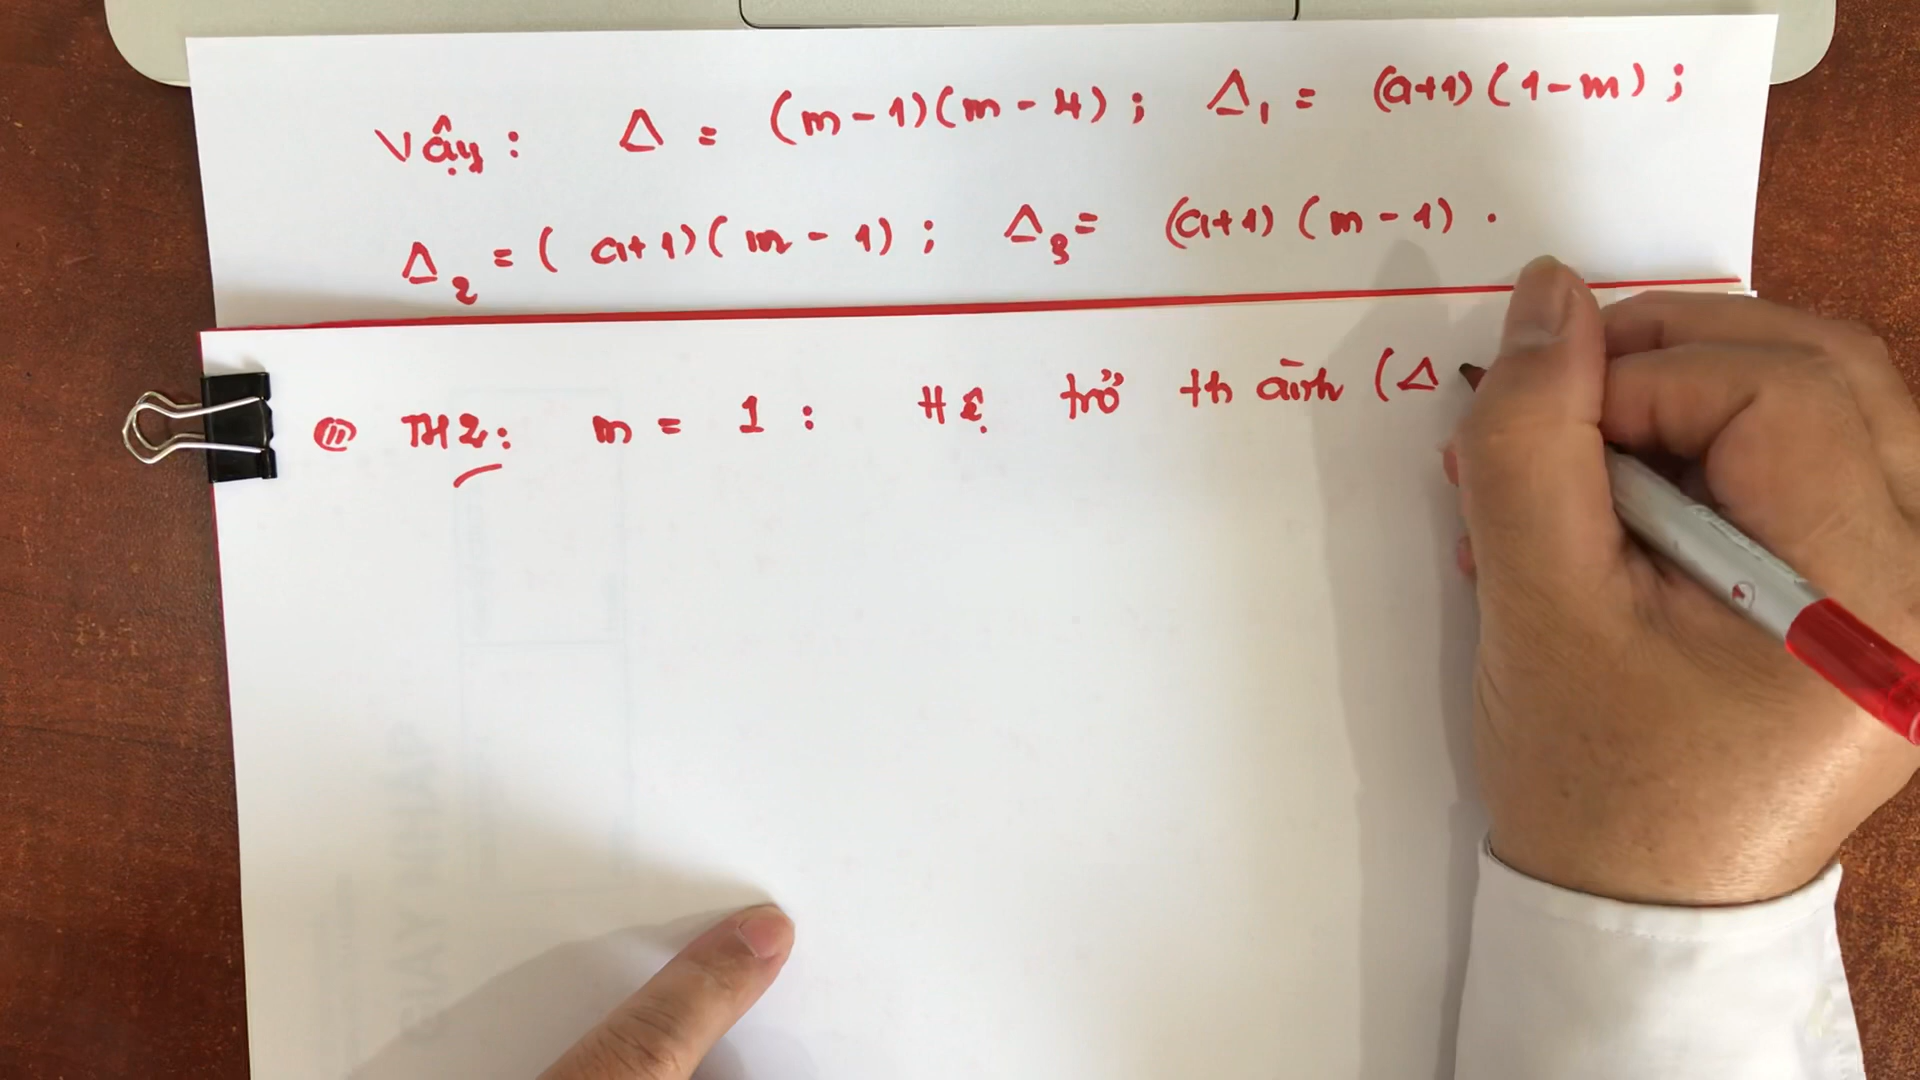 Vậy : Δ = (m-1)(m-4) ; Δ₁ = (a+1)(1-m) ;
Δ₂ = (a+1)(m-1) ; Δ₃ = (a+1)(m-1) .
TH2: m = 1 : Hệ trở thành (Δ